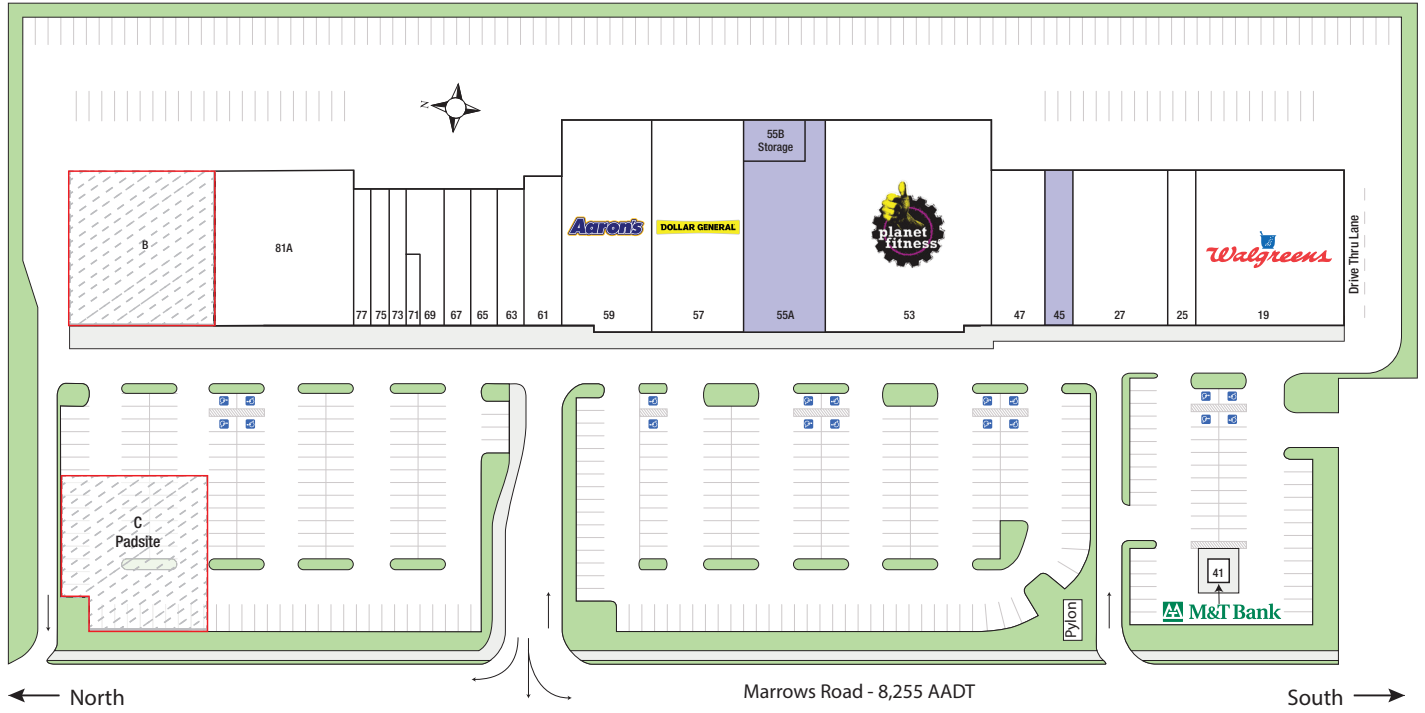 N
55B
Storage
B
81A
Aaron's
DOLLAR GENERAL
planet
fitness
Walgreens
Drive Thru Lane
77
75
73
71
69
67
65
63
61
59
57
55A
53
47
45
27
25
19
C
Padsite
41
M&T Bank
Pylon
North
Marrows Road - 8,255 AADT
South